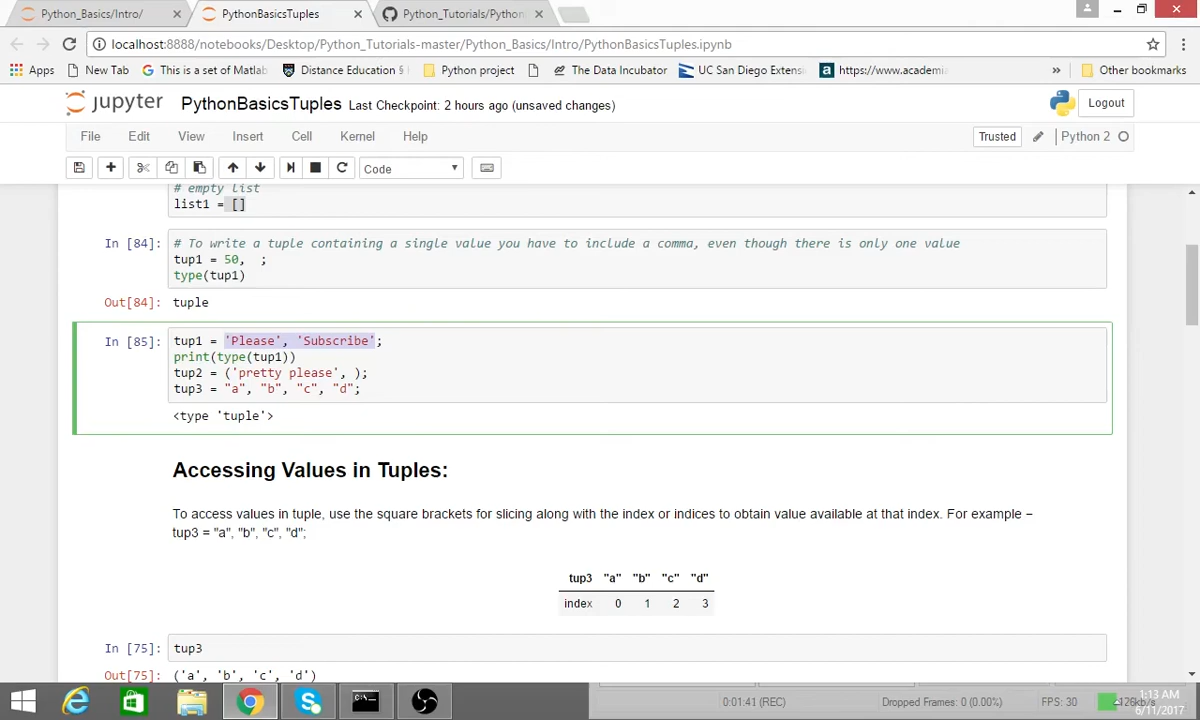 Python_Basics/Intro/
PythonBasicsTuples
Python_Tutorials/Python
localhost:8888/notebooks/Desktop/Python_Tutorials-master/Python_Basics/Intro/PythonBasicsTuples.ipynb
Apps New Tab This is a set of Matlab Distance Education § Python project The Data Incubator UC San Diego Extens https://www.academia » Other bookmarks
jupyter PythonBasicsTuples Last Checkpoint: 2 hours ago (unsaved changes) Logout
File Edit View Insert Cell Kernel Help Trusted Python 2
Code
# empty list
list1 = []
In [84]: # To write a tuple containing a single value you have to include a comma, even though there is only one value
tup1 = 50,  ;
type(tup1)
Out[84]: tuple
In [85]: tup1 = 'Please', 'Subscribe';
print(type(tup1))
tup2 = ('pretty please', );
tup3 = "a", "b", "c", "d";
<type 'tuple'>
Accessing Values in Tuples:
To access values in tuple, use the square brackets for slicing along with the index or indices to obtain value available at that index. For example −
tup3 = "a", "b", "c", "d";
tup3 "a" "b" "c" "d"
index 0 1 2 3
In [75]: tup3
Out[75]: ('a', 'b', 'c', 'd')
0:01:41 (REC) Dropped Frames: 0 (0.00%) FPS: 30 126kb/s
1:13 AM
6/11/2017